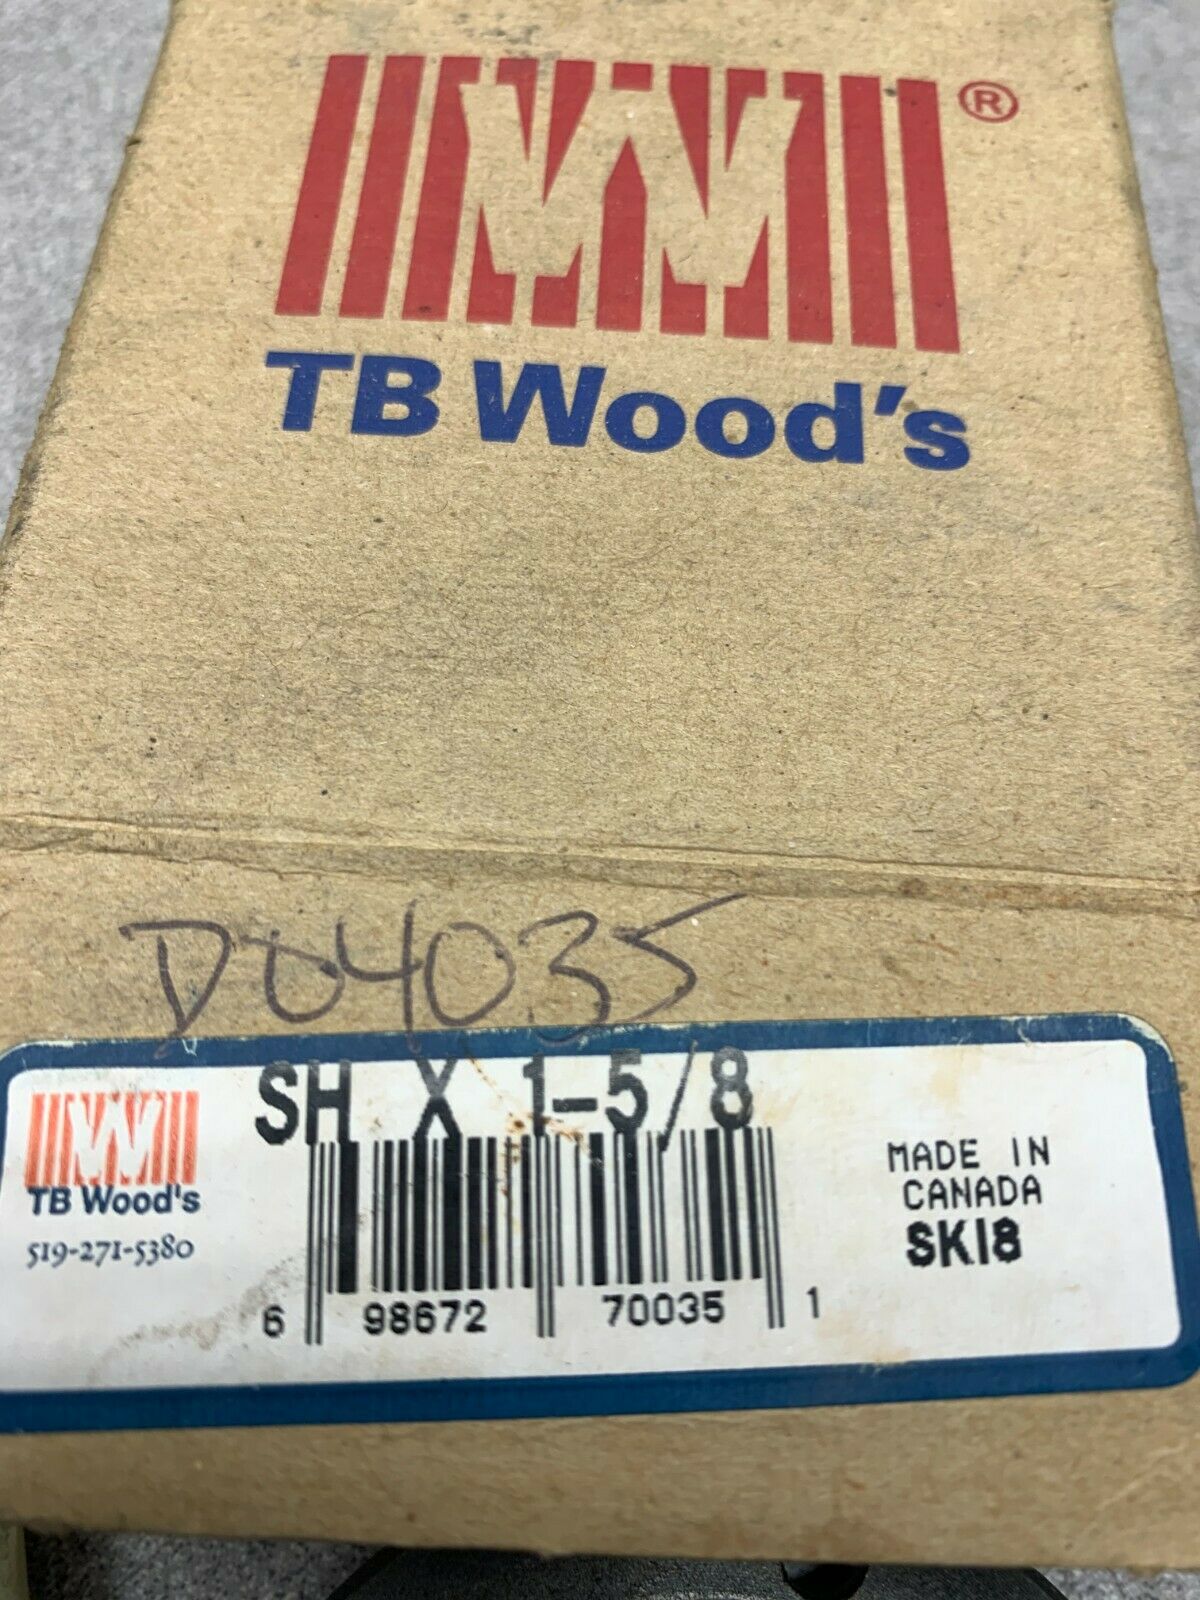 ®
TB Wood's
D04035
SH X 1-5/8
TB Wood's
519-271-5380
MADE IN
CANADA
SKI8
6 98672 70035 1